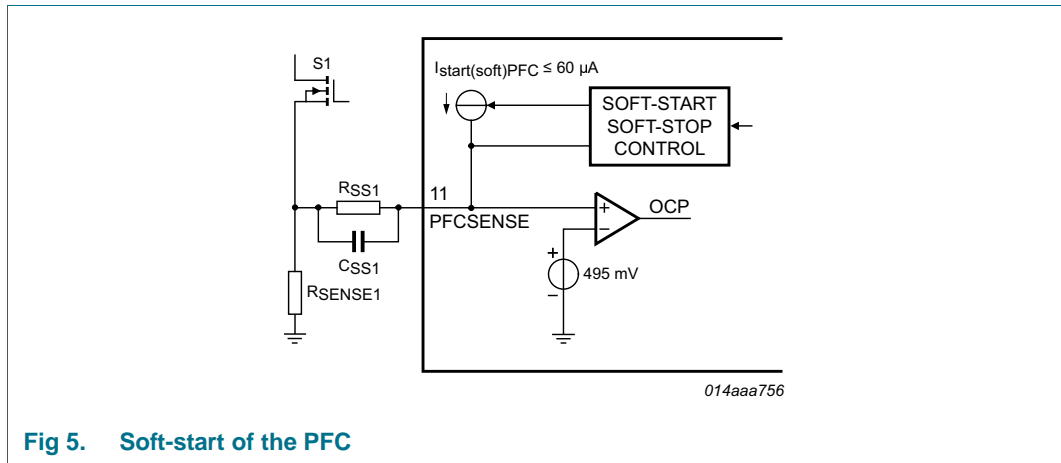 S1
Istart(soft)PFC ≤ 60 μA
SOFT-START
SOFT-STOP
CONTROL
RSS1
11
PFCSENSE
OCP
CSS1
+
−
+
495 mV
−
RSENSE1
014aaa756
Fig 5. Soft-start of the PFC